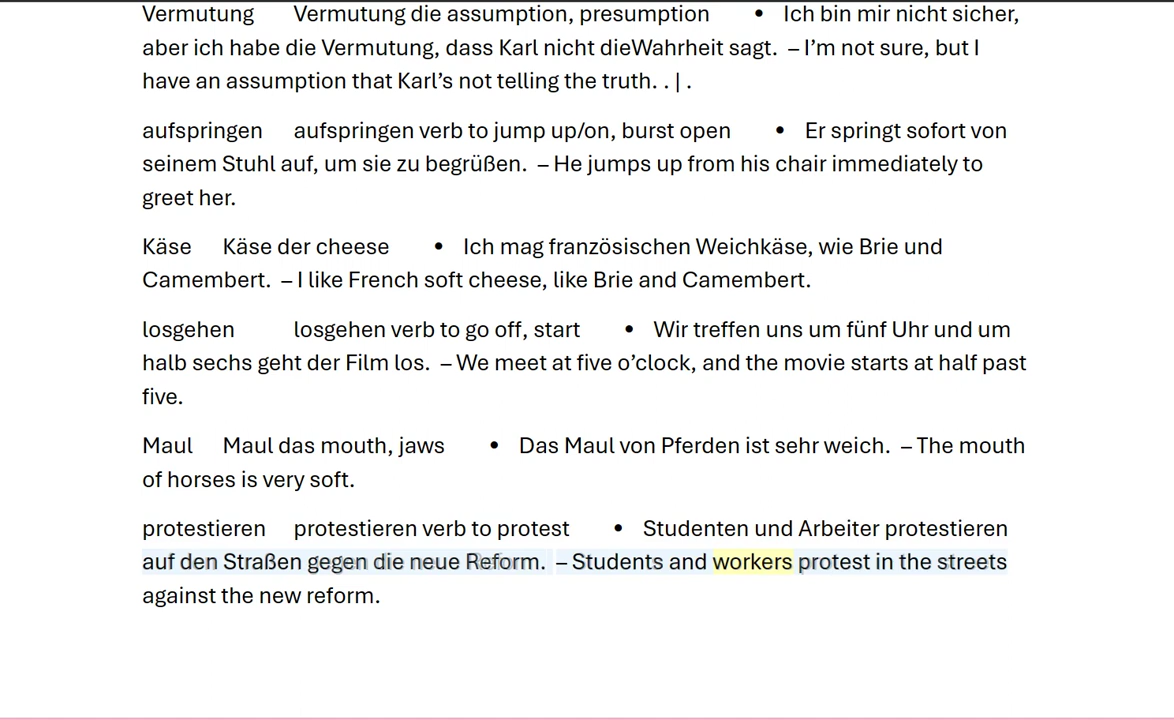 Vermutung Vermutung die assumption, presumption • Ich bin mir nicht sicher,
aber ich habe die Vermutung, dass Karl nicht dieWahrheit sagt. – I’m not sure, but I
have an assumption that Karl’s not telling the truth. . | .
aufspringen aufspringen verb to jump up/on, burst open • Er springt sofort von
seinem Stuhl auf, um sie zu begrüßen. – He jumps up from his chair immediately to
greet her.
Käse Käse der cheese • Ich mag französischen Weichkäse, wie Brie und
Camembert. – I like French soft cheese, like Brie and Camembert.
losgehen losgehen verb to go off, start • Wir treffen uns um fünf Uhr und um
halb sechs geht der Film los. – We meet at five o’clock, and the movie starts at half past
five.
Maul Maul das mouth, jaws • Das Maul von Pferden ist sehr weich. – The mouth
of horses is very soft.
protestieren protestieren verb to protest • Studenten und Arbeiter protestieren
auf den Straßen gegen die neue Reform. – Students and workers protest in the streets
against the new reform.